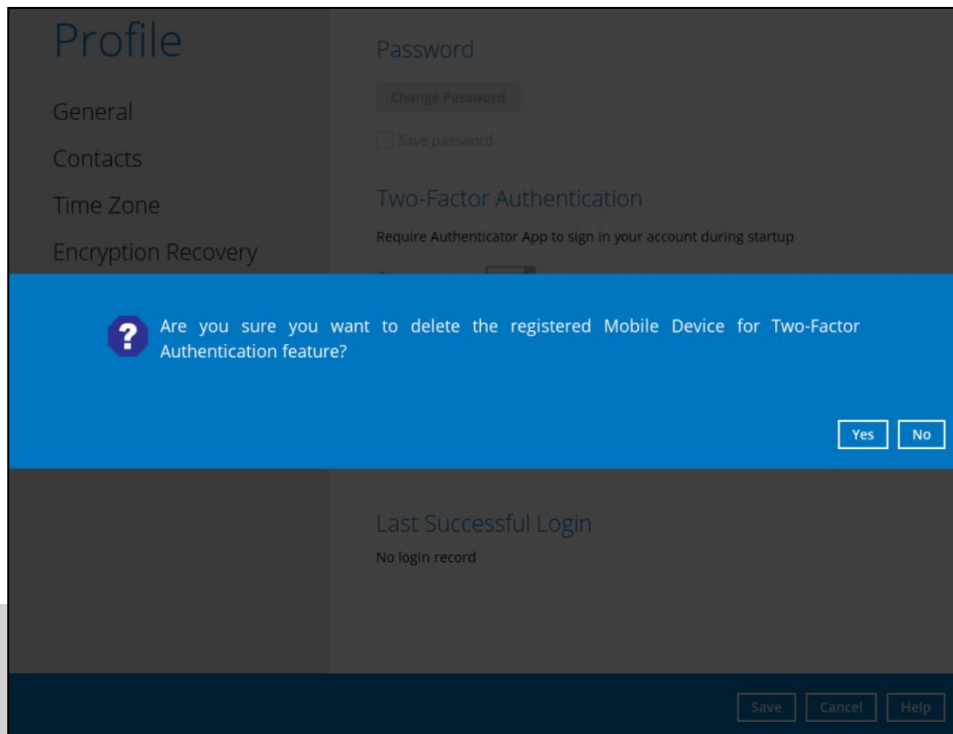 Profile
General
Contacts
Time Zone
Encryption Recovery
Password
Change Password
Save password
Two-Factor Authentication
Require Authenticator App to sign in your account during startup
?
Are you sure you want to delete the registered Mobile Device for Two-Factor
Authentication feature?
Yes No
Last Successful Login
No login record
Save Cancel Help